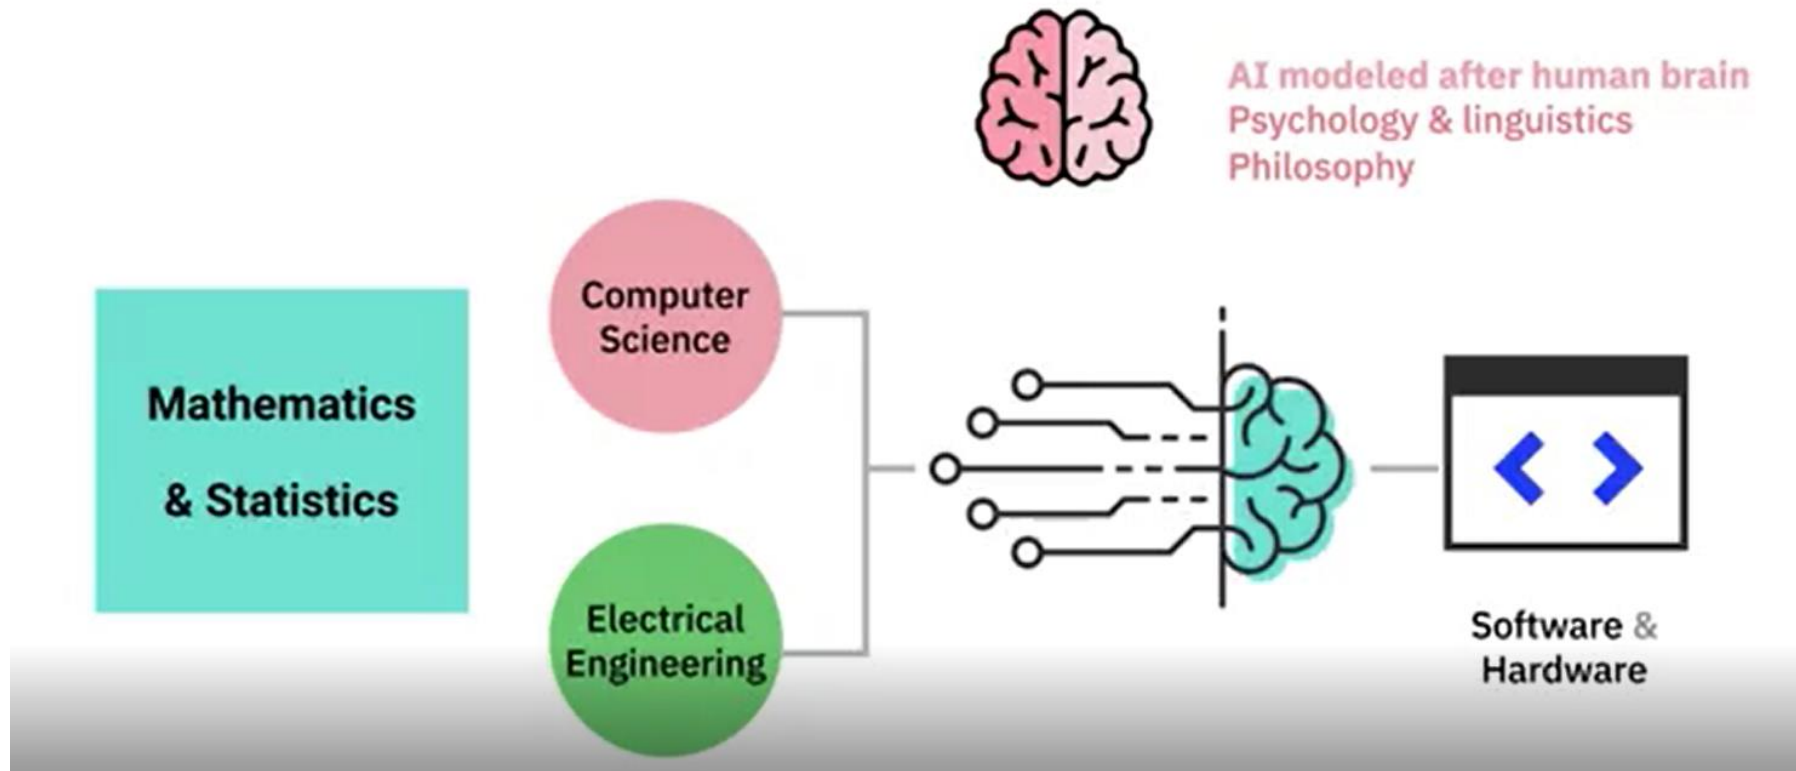 AI modeled after human brain
Psychology & linguistics
Philosophy
Mathematics
& Statistics
Computer
Science
Electrical
Engineering
Software &
Hardware